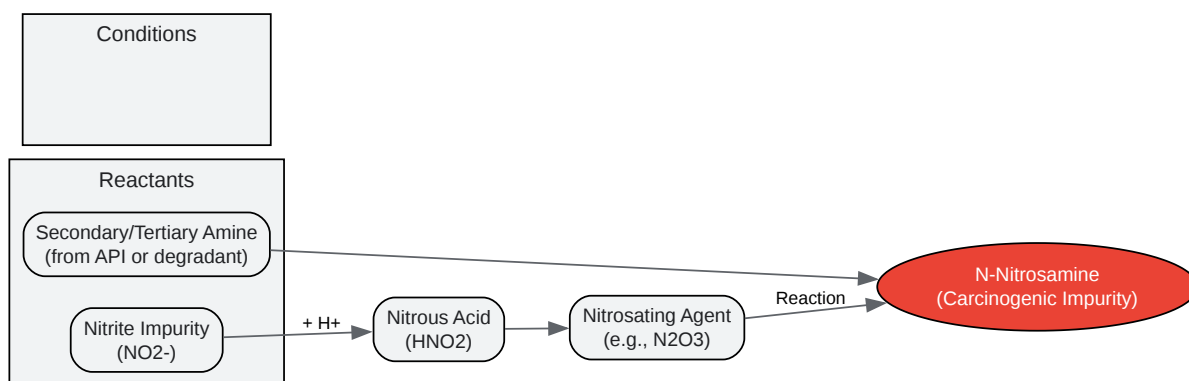 Conditions
Reactants
Secondary/Tertiary Amine
(from API or degradant)
Nitrite Impurity
(NO2-)
+ H+
Nitrous Acid
(HNO2)
Nitrosating Agent
(e.g., N2O3)
Reaction
N-Nitrosamine
(Carcinogenic Impurity)